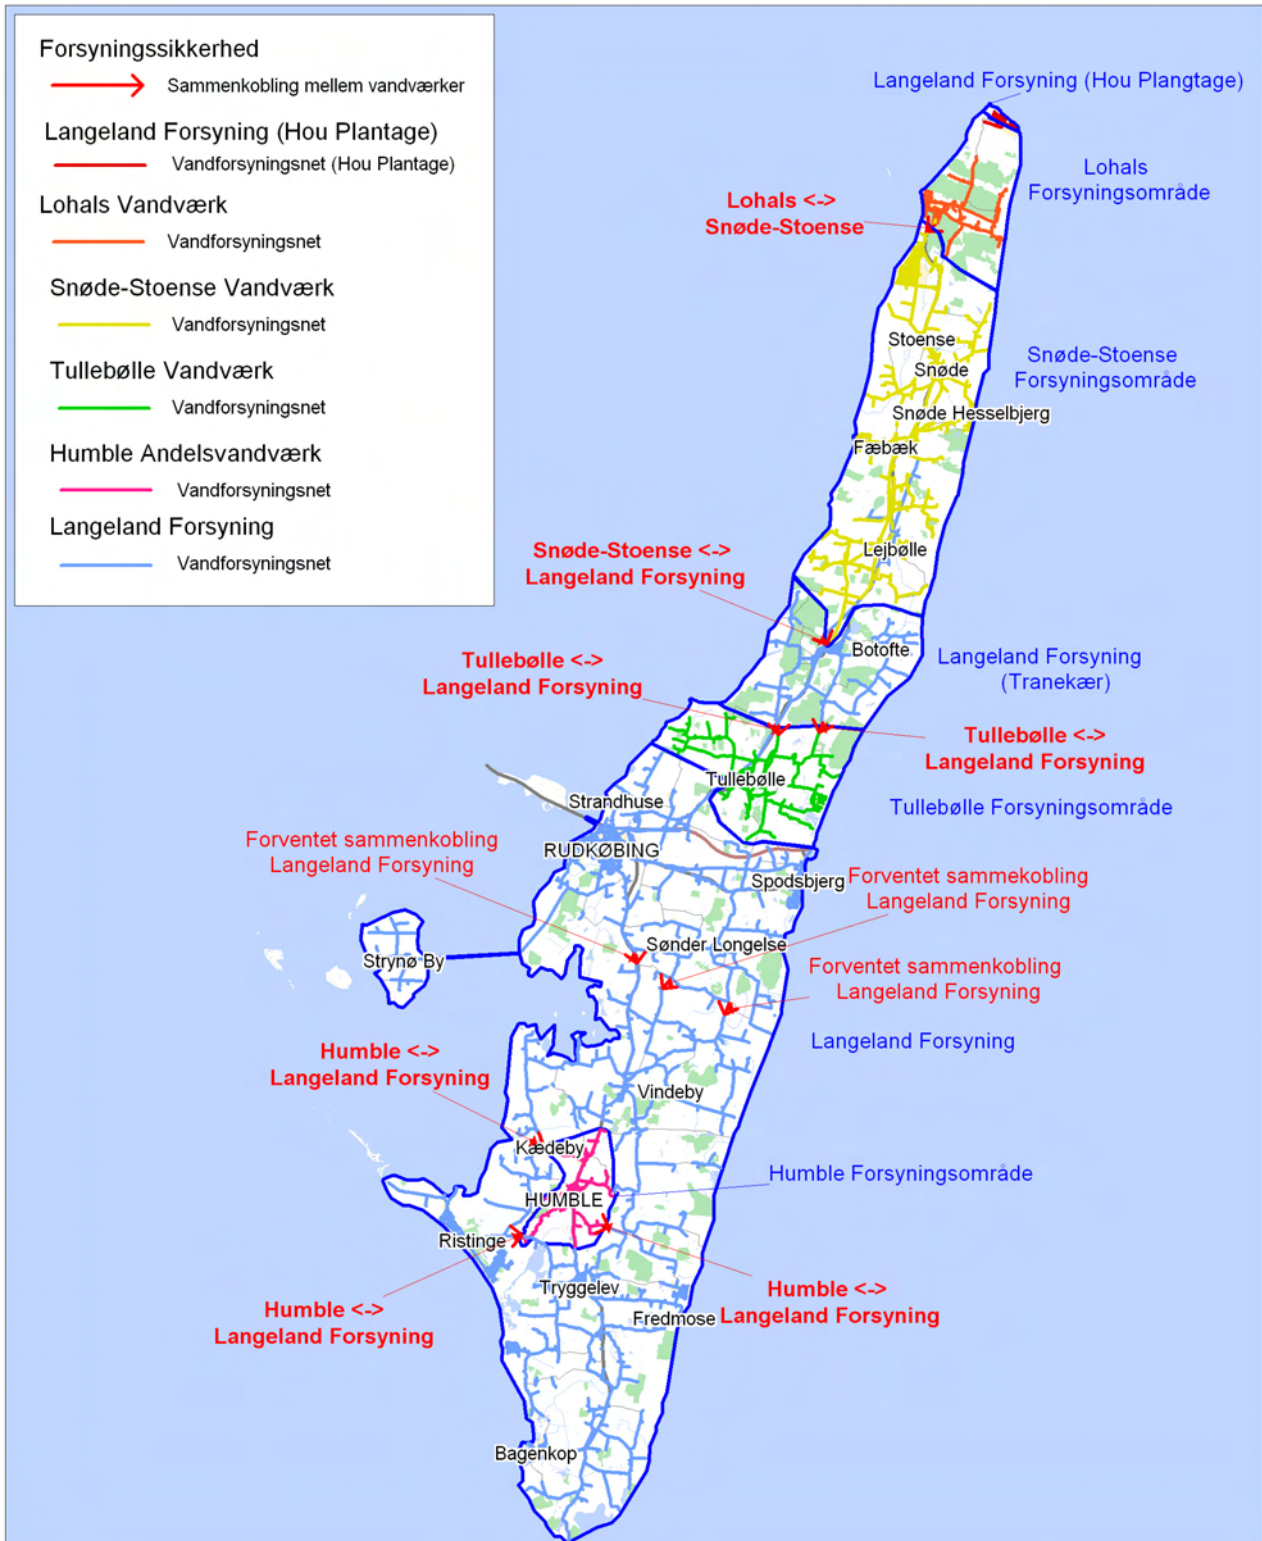 Forsyningssikkerhed
Sammenkobling mellem vandværker
Langeland Forsyning (Hou Plantage)
Vandforsyningsnet (Hou Plantage)
Lohals Vandværk
Vandforsyningsnet
Snøde-Stoense Vandværk
Vandforsyningsnet
Tullebølle Vandværk
Vandforsyningsnet
Humble Andelsvandværk
Vandforsyningsnet
Langeland Forsyning
Vandforsyningsnet
Langeland Forsyning (Hou Plangtage)
Lohals
Forsyningsområde
Lohals <->
Snøde-Stoense
Stoense
Snøde
Snøde-Stoense
Forsyningsområde
Snøde Hesselbjerg
Fæbæk
Lejbølle
Snøde-Stoense <->
Langeland Forsyning
Botofte
Langeland Forsyning
(Tranekær)
Tullebølle <->
Langeland Forsyning
Tullebølle <->
Langeland Forsyning
Tullebølle
Tullebølle Forsyningsområde
Strandhuse
RUDKØBING
Forventet sammenkobling
Langeland Forsyning
Spodsbjerg
Forventet sammekobling
Langeland Forsyning
Sønder Longelse
Strynø By
Forventet sammenkobling
Langeland Forsyning
Langeland Forsyning
Humble <->
Langeland Forsyning
Vindeby
Kædeby
Humble Forsyningsområde
HUMBLE
Ristinge
Tryggelev
Humble <->
Langeland Forsyning
Humble <->
Langeland Forsyning
Fredmose
Bagenkop